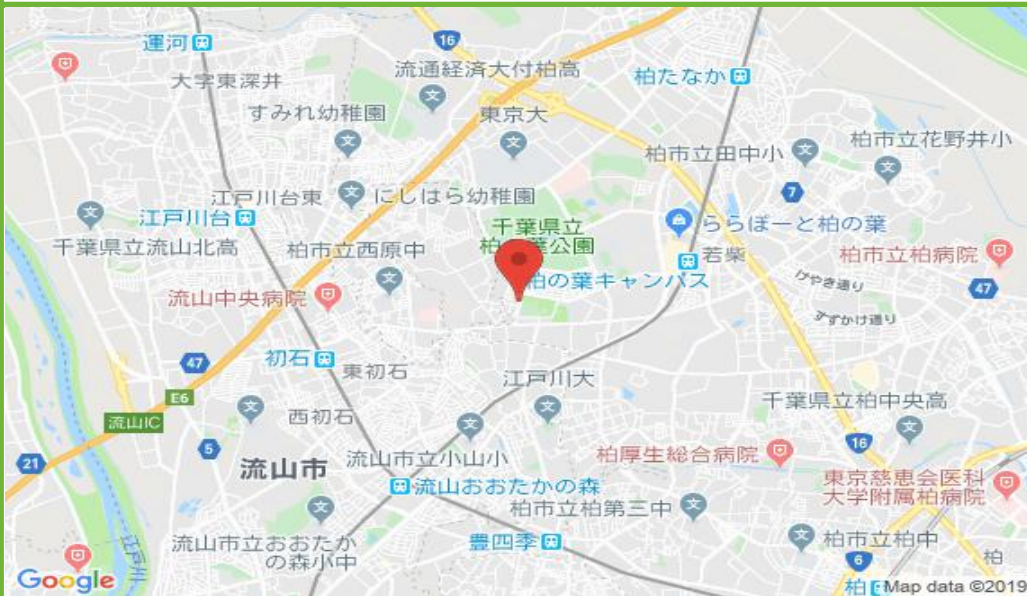 運河
16
大字東深井
流通経済大付柏高
柏たなか
すみれ幼稚園
東京大
柏市立花野井小
柏市立田中小
江戸川台東
にしはら幼稚園
7
江戸川台
千葉県立
柏の葉公園
ららぽーと柏の葉
千葉県立流山北高
柏市立西原中
若柴
柏市立柏病院
柏の葉キャンパス
けやき通り
47
流山中央病院
すずかけ通り
初石
47
東初石
江戸川大
E6
千葉県立柏中央高
流山IC
西初石
5
16
21
流山市
流山市立小山小
柏厚生総合病院
東京慈恵会医科
大学附属柏病院
流山おおたかの森
柏市立柏第三中
流山市立おおたか
の森小中
豊四季
柏市立柏中
6
柏
江戸川
柏
Google
Map data ©2019